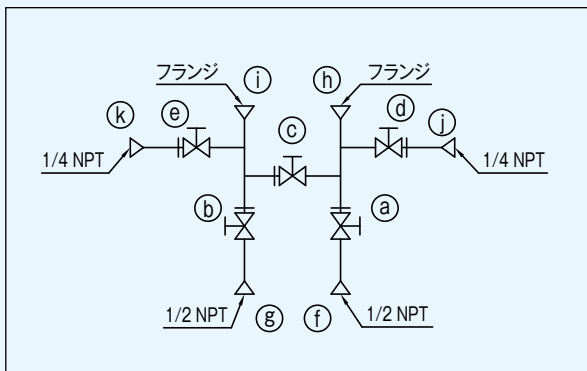 フランジ ⓘ ⓗ フランジ
ⓚ ⓔ ⓒ ⓓ ⓙ
1/4 NPT 1/4 NPT
ⓑ ⓐ
1/2 NPT ⓖ ⓕ 1/2 NPT